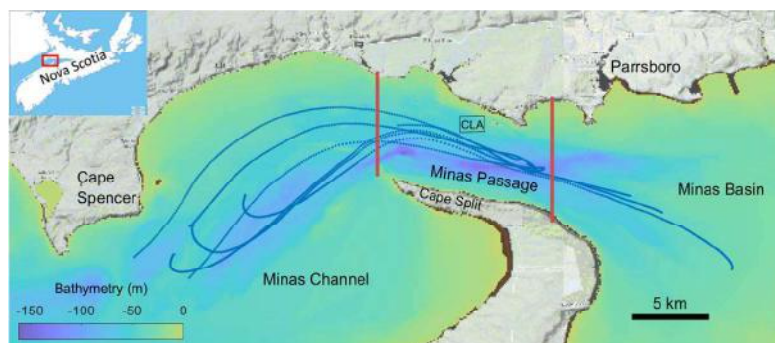 Nova Scotia
Parrsboro
CLA
Cape
Spencer
Minas Passage
Minas Basin
Cape Split
Minas Channel
Bathymetry (m)
-150 -100 -50 0
5 km